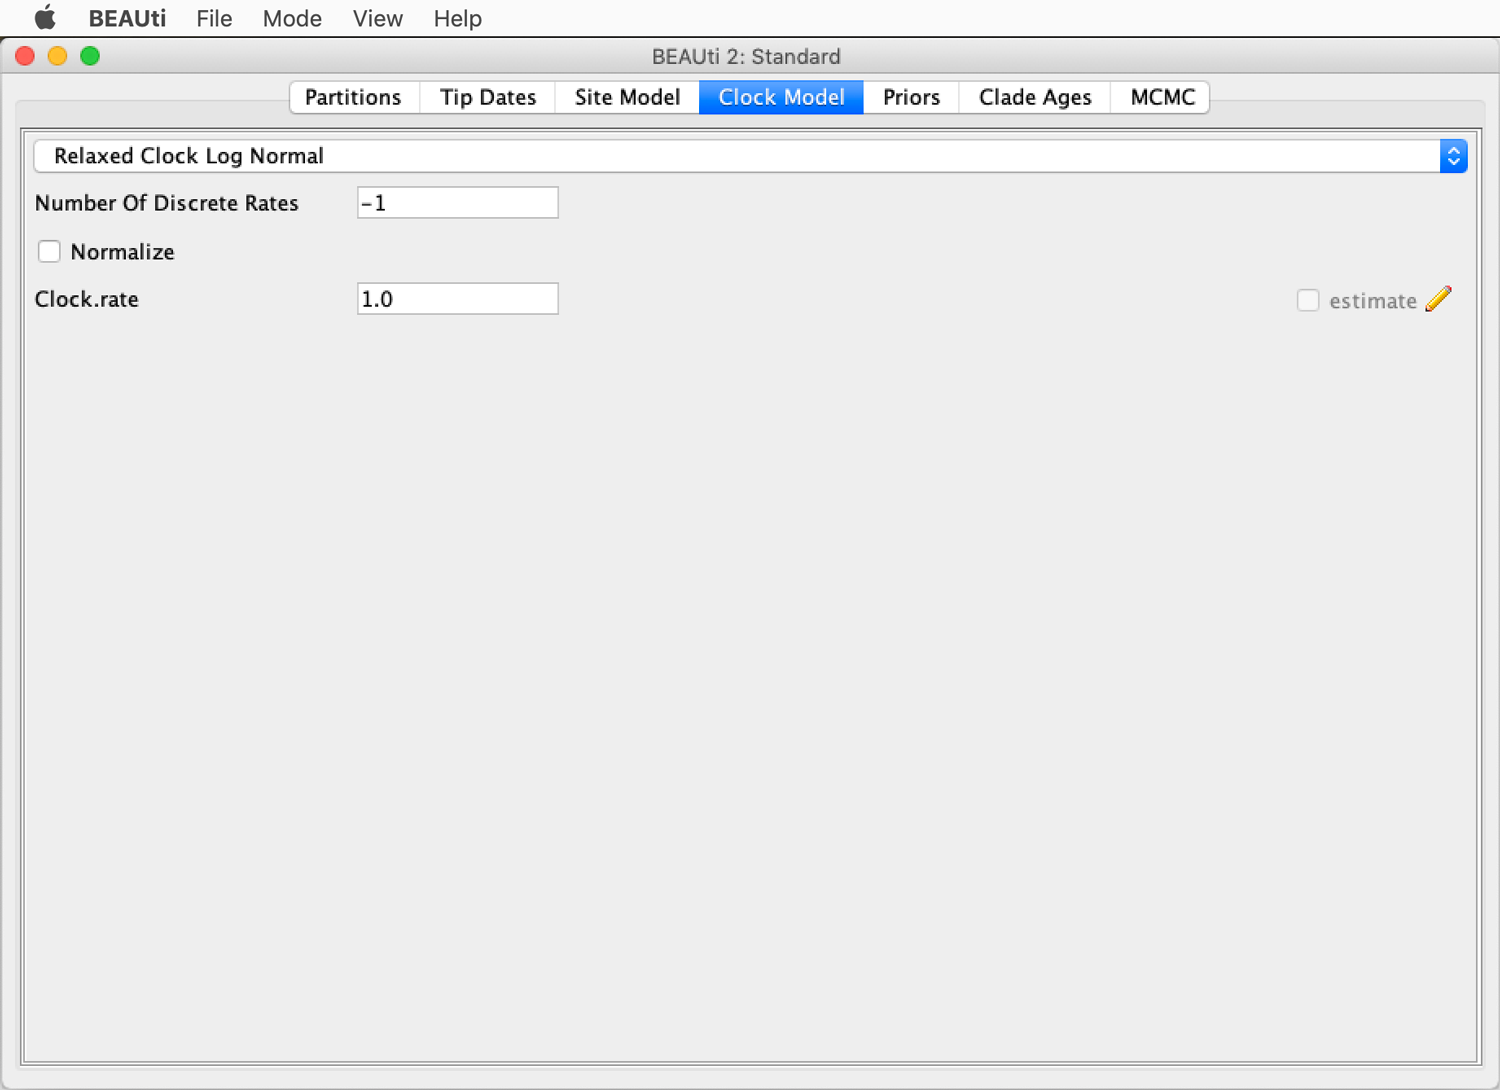 BEAUti File Mode View Help
BEAUti 2: Standard
Partitions Tip Dates Site Model Clock Model Priors Clade Ages MCMC
Relaxed Clock Log Normal
Number Of Discrete Rates -1
Normalize
Clock.rate 1.0 estimate